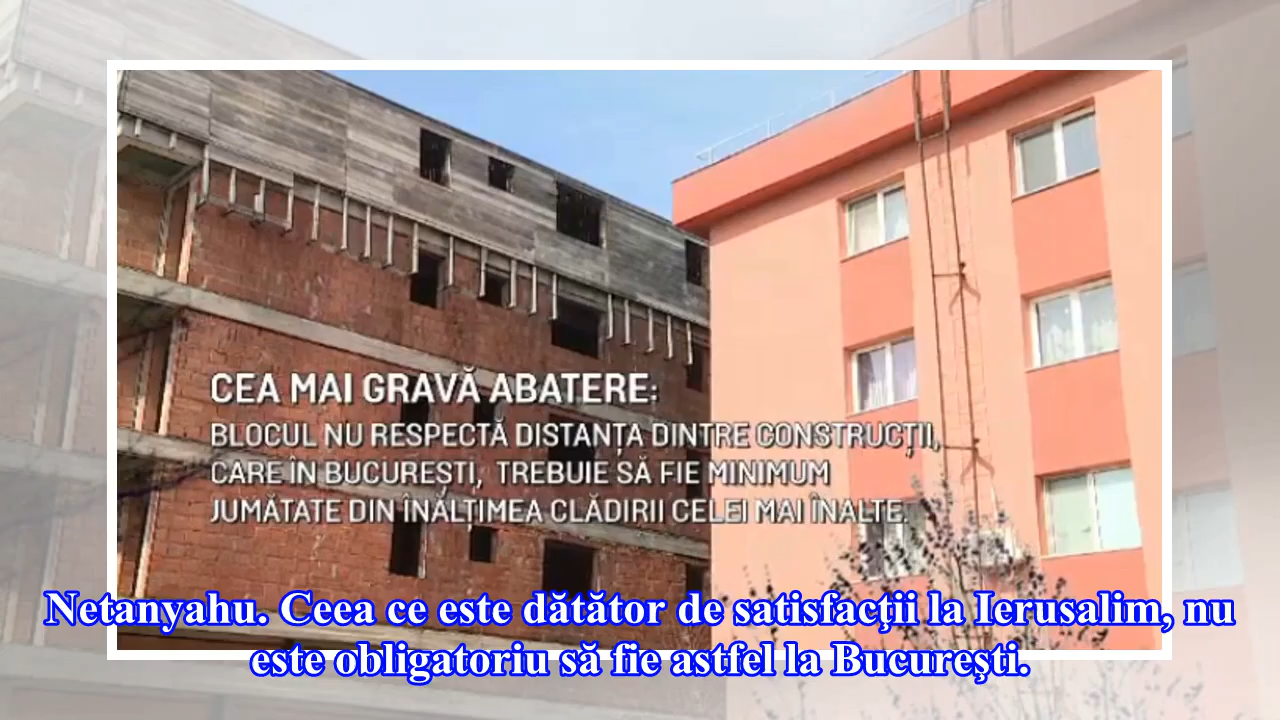 CEA MAI GRAVĂ ABATERE:
BLOCUL NU RESPECTĂ DISTANȚA DINTRE CONSTRUCȚII,
CARE ÎN BUCUREȘTI, TREBUIE SĂ FIE MINIMUM
JUMĂTATE DIN ÎNĂLȚIMEA CLĂDIRII CELEI MAI ÎNALTE.
Netanyahu. Ceea ce este dătător de satisfacţii la Ierusalim, nu
este obligatoriu să fie astfel la Bucureşti.